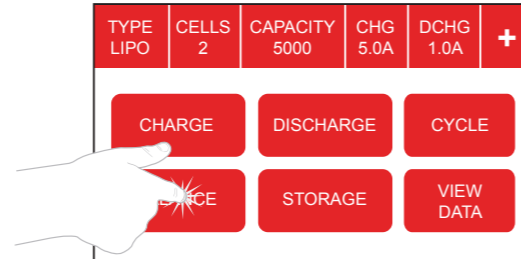 TYPE CELLS CAPACITY CHG DCHG +
LIPO 2 5000 5.0A 1.0A
CHARGE DISCHARGE CYCLE
STORAGE VIEW
DATA